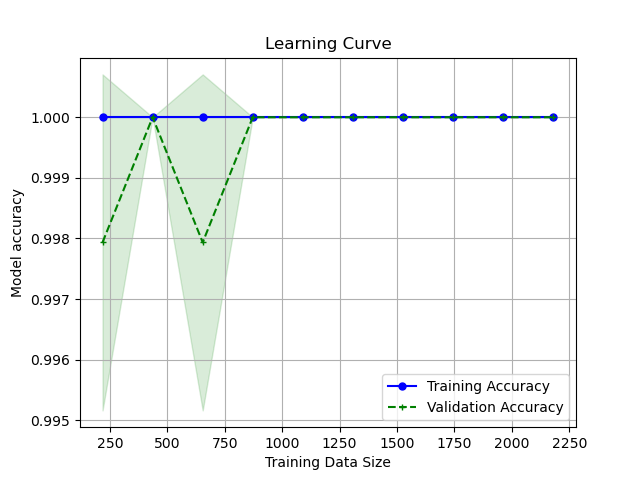 Learning Curve
Model accuracy
1.000
0.999
0.998
0.997
0.996
0.995
250 500 750 1000 1250 1500 1750 2000 2250
Training Data Size
Training Accuracy
Validation Accuracy